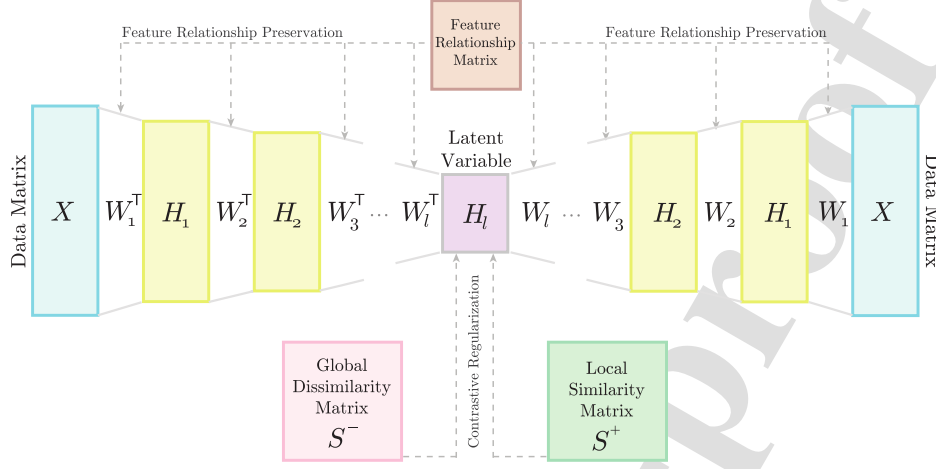 Feature Relationship Preservation
Feature
Relationship
Matrix
Feature Relationship Preservation
Latent
Variable
Data Matrix
X
W₁ᵀ
H₁
W₂ᵀ
H₂
W₃ᵀ
...
Wₗᵀ
Hₗ
Wₗ
...
W₃
H₂
W₂
H₁
W₁
X
Data Matrix
Contrastive Regularization
Global
Dissimilarity
Matrix
S⁻
Local
Similarity
Matrix
S⁺
proof